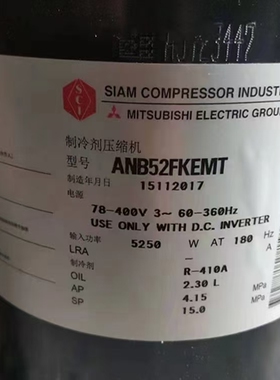 SCI
SIAM COMPRESSOR INDUSTR
MITSUBISHI ELECTRIC GROU
制冷剂压缩机
型号 ANB52FKEMT
制造年月日 15112017
电源
78-400V 3~ 60-360Hz
USE ONLY WITH D.C. INVERTER
输入功率 5250 W AT 180 Hz
LRA - A
制冷剂 R-410A
OIL 2.30 L
AP 4.15 MPa
SP 15.0 MPa